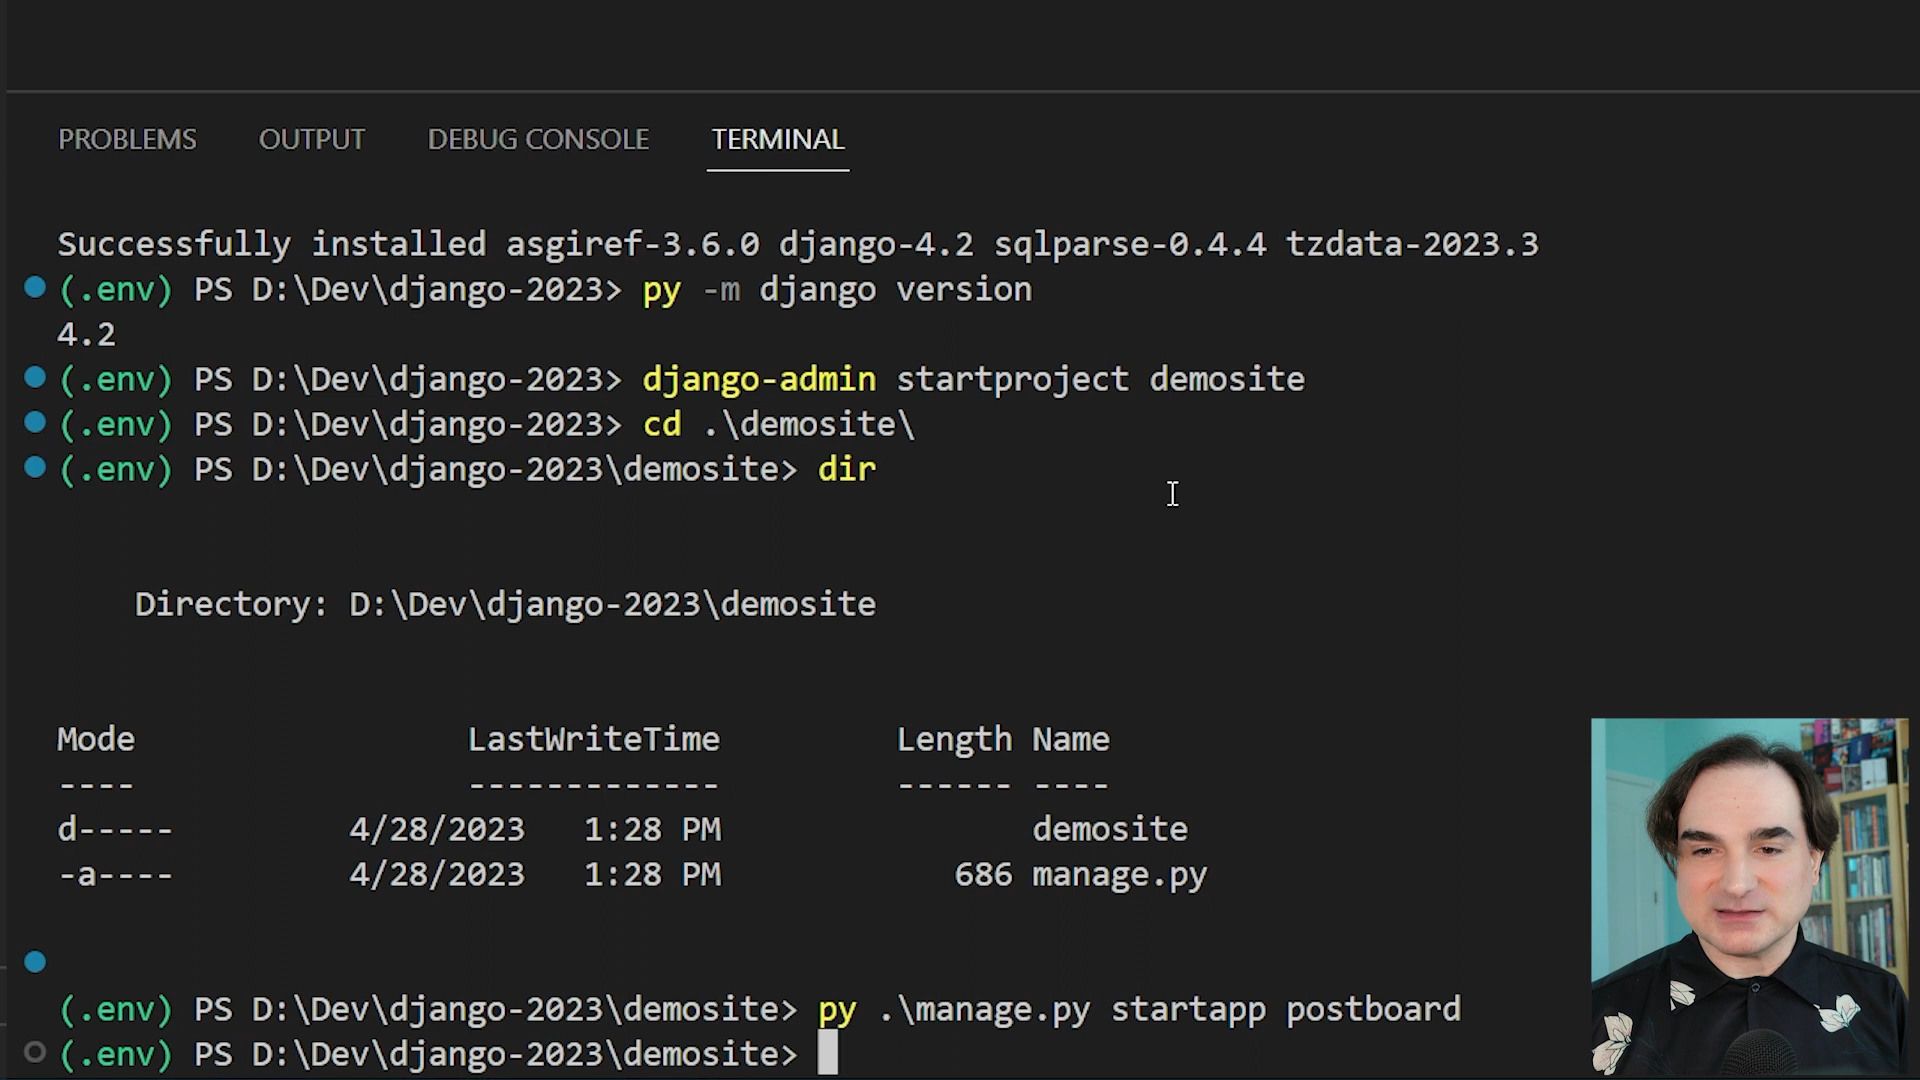 PROBLEMS OUTPUT DEBUG CONSOLE TERMINAL
Successfully installed asgiref-3.6.0 django-4.2 sqlparse-0.4.4 tzdata-2023.3
(.env) PS D:\Dev\django-2023> py -m django version
4.2
(.env) PS D:\Dev\django-2023> django-admin startproject demosite
(.env) PS D:\Dev\django-2023> cd .\demosite\
(.env) PS D:\Dev\django-2023\demosite> dir
Directory: D:\Dev\django-2023\demosite
Mode LastWriteTime Length Name
---- ------------- ------ ----
d----- 4/28/2023 1:28 PM demosite
-a---- 4/28/2023 1:28 PM 686 manage.py
(.env) PS D:\Dev\django-2023\demosite> py .\manage.py startapp postboard
(.env) PS D:\Dev\django-2023\demosite>